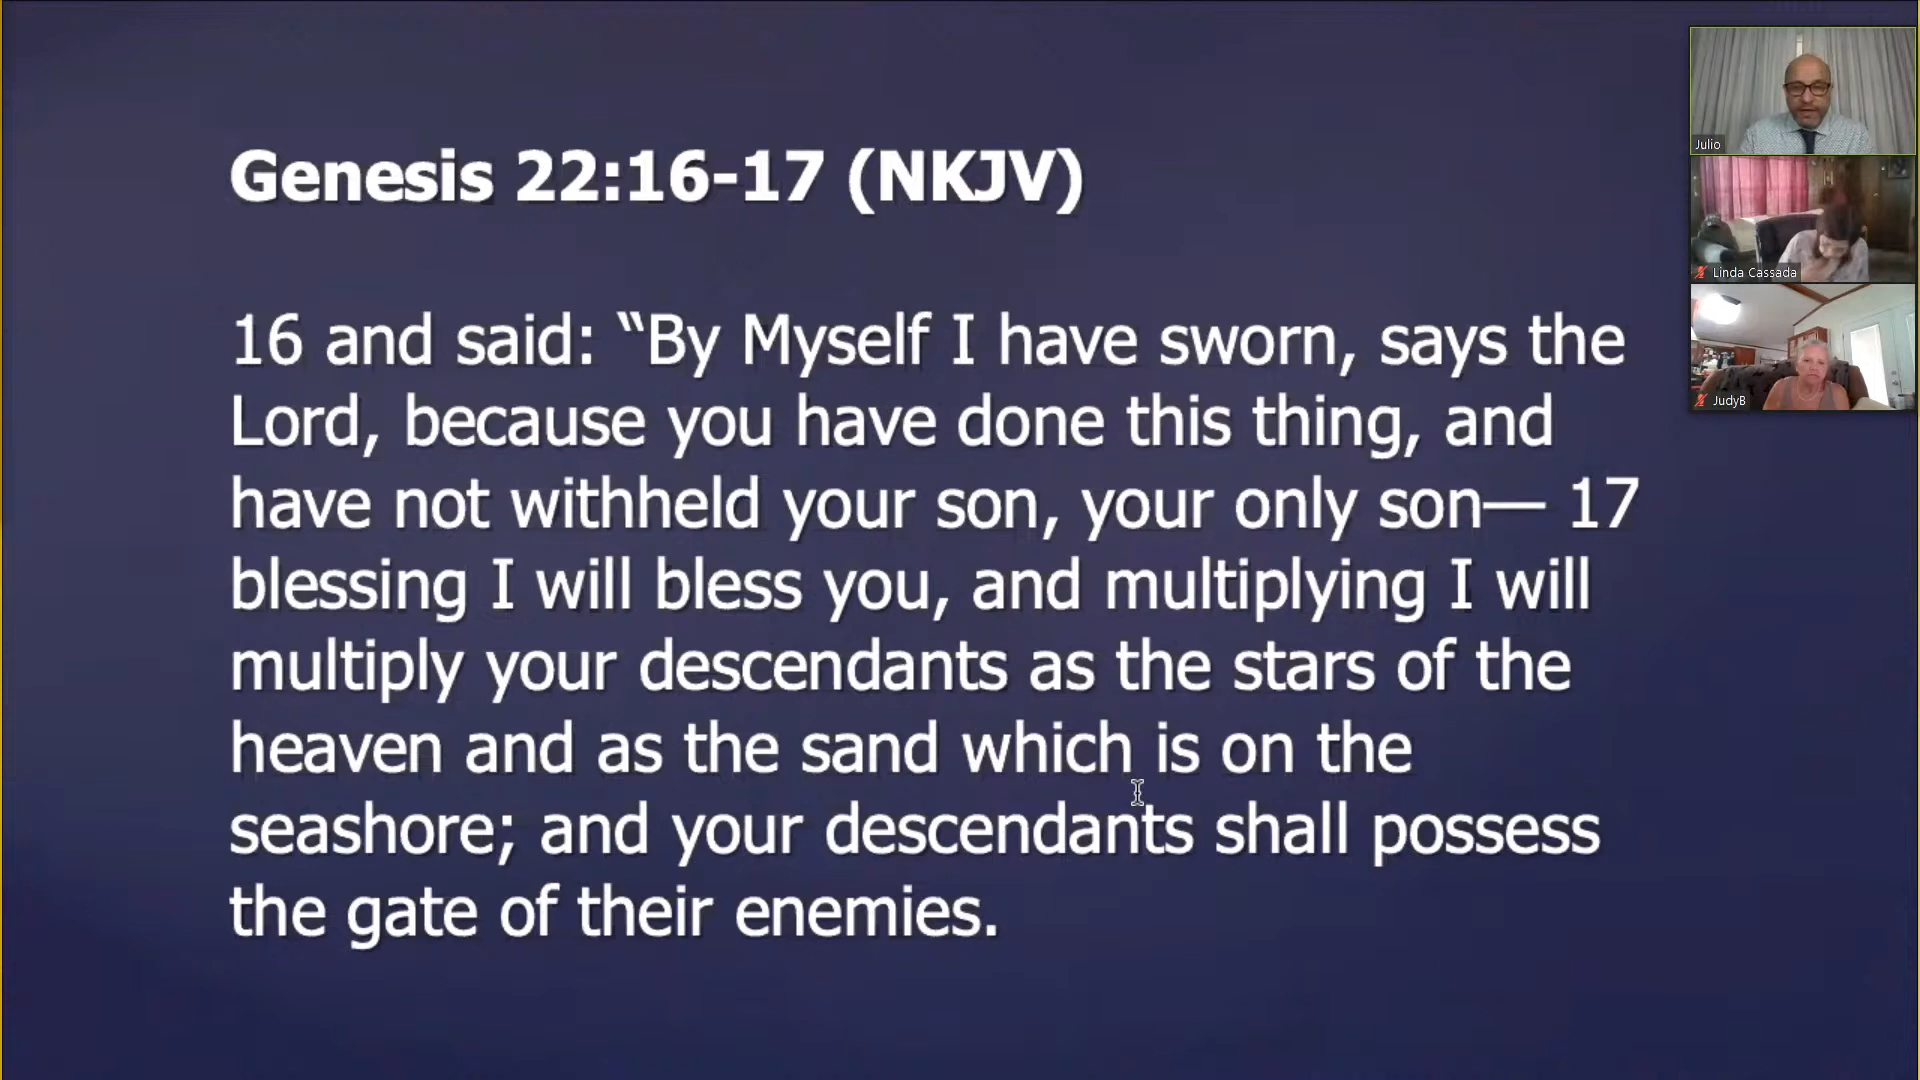 Genesis 22:16-17 (NKJV)
16 and said: “By Myself I have sworn, says the
Lord, because you have done this thing, and
have not withheld your son, your only son— 17
blessing I will bless you, and multiplying I will
multiply your descendants as the stars of the
heaven and as the sand which is on the
seashore; and your descendants shall possess
the gate of their enemies.
Julio
Linda Cassada
JudyB